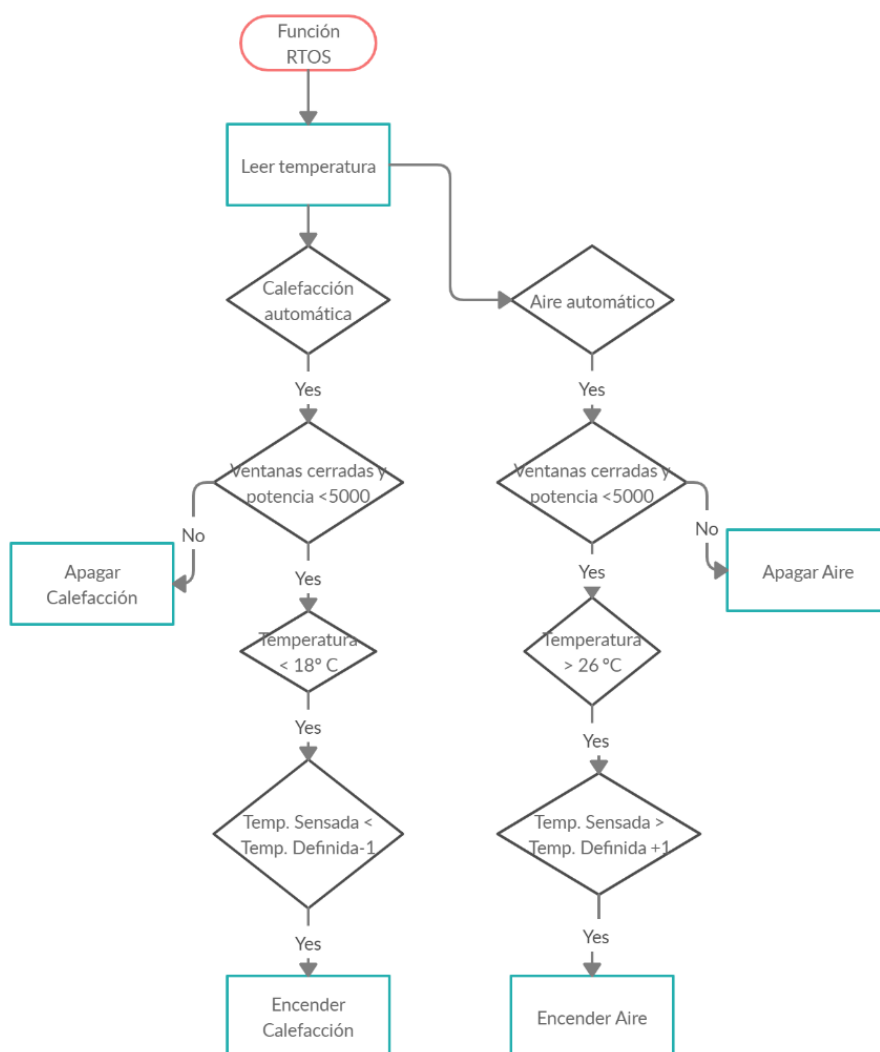 Función
RTOS
Leer temperatura
Calefacción
automática
Aire automático
Yes
Yes
Ventanas cerradas y
potencia <5000
Ventanas cerradas y
potencia <5000
No
No
Apagar
Calefacción
Apagar Aire
Yes
Yes
Temperatura
< 18º C
Temperatura
> 26 ºC
Yes
Yes
Temp. Sensada <
Temp. Definida-1
Temp. Sensada >
Temp. Definida +1
Yes
Yes
Encender
Calefacción
Encender Aire